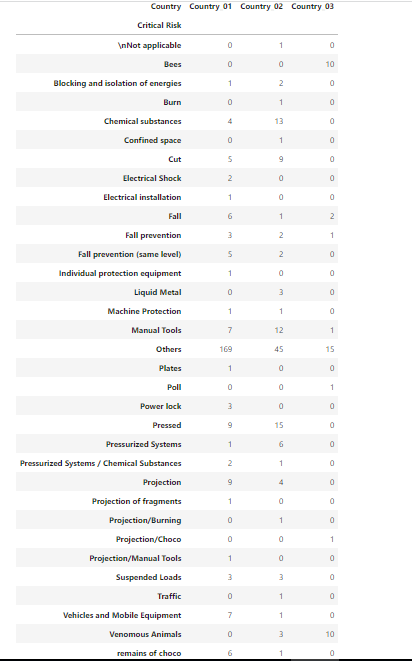 Country Country_01 Country_02 Country_03
Critical Risk
\nNot applicable 0 1 0
Bees 0 0 10
Blocking and isolation of energies 1 2 0
Burn 0 1 0
Chemical substances 4 13 0
Confined space 0 1 0
Cut 5 9 0
Electrical Shock 2 0 0
Electrical installation 1 0 0
Fall 6 1 2
Fall prevention 3 2 1
Fall prevention (same level) 5 2 0
Individual protection equipment 1 0 0
Liquid Metal 0 3 0
Machine Protection 1 1 0
Manual Tools 7 12 1
Others 169 45 15
Plates 1 0 0
Poll 0 0 1
Power lock 3 0 0
Pressed 9 15 0
Pressurized Systems 1 6 0
Pressurized Systems / Chemical Substances 2 1 0
Projection 9 4 0
Projection of fragments 1 0 0
Projection/Burning 0 1 0
Projection/Choco 0 0 1
Projection/Manual Tools 1 0 0
Suspended Loads 3 3 0
Traffic 0 1 0
Vehicles and Mobile Equipment 7 1 0
Venomous Animals 0 3 10
remains of choco 6 1 0